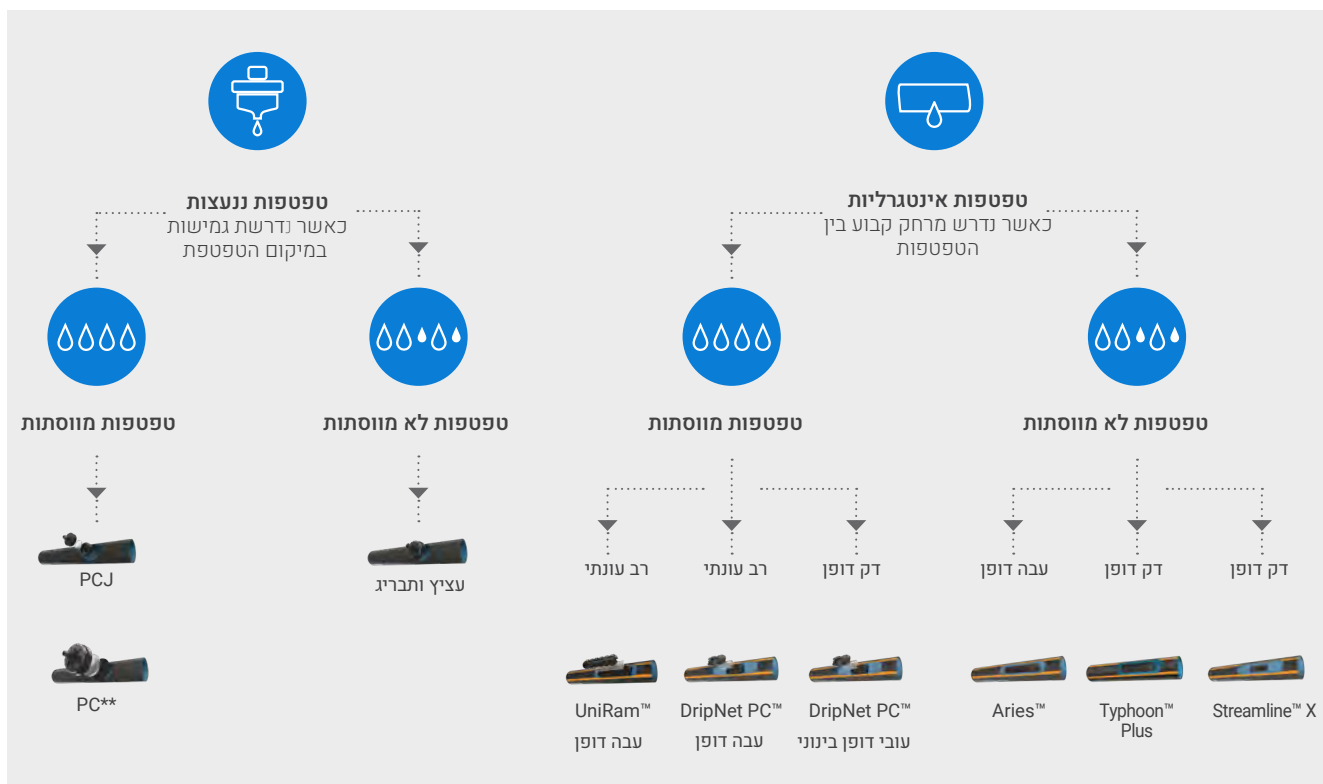 טפטפות אינטגרליות
כאשר נדרש מרחק קבוע בין
הטפטפות
טפטפות ננעצות
כאשר נדרשת גמישות
במיקום הטפטפת
טפטפות לא מווסתות
טפטפות מווסתות
טפטפות לא מווסתות
טפטפות מווסתות
דק דופן
דק דופן
עבה דופן
דק דופן
רב עונתי
רב עונתי
עציץ ותבריג
PCJ
Streamline™ X
Typhoon™
Plus
Aries™
DripNet PC™
עובי דופן בינוני
DripNet PC™
עבה דופן
UniRam™
עבה דופן
PC**